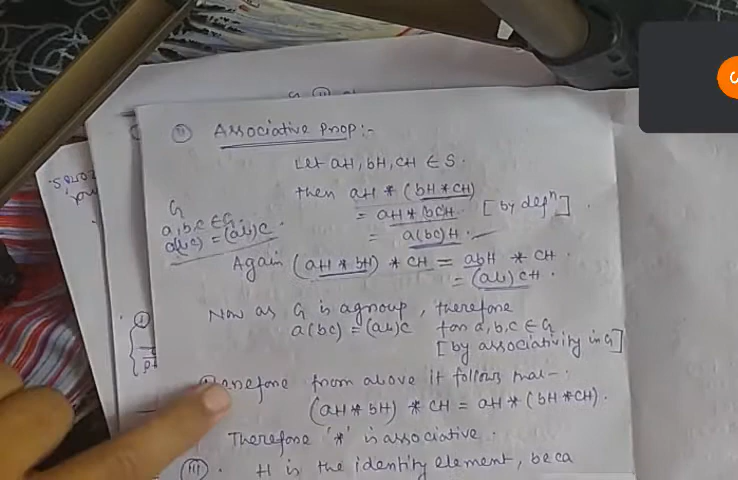 (ii) Associative Prop:-
Let aH, bH, cH ∈ S.
then aH * (bH * cH)
= aH * bcH. [by defⁿ].
= a(bc)H.
G
a,b,c ∈ G.
a(bc) = (ab)c.
Again (aH * bH) * cH = abH * cH.
= (ab)cH.
Now as G is a group, therefore
a(bc) = (ab)c for a,b,c ∈ G
[by associativity in G]
from above it follows that-:
(aH * bH) * cH = aH * (bH * cH).
Therefore '*' is associative.
(iii). H is the identity element, beca